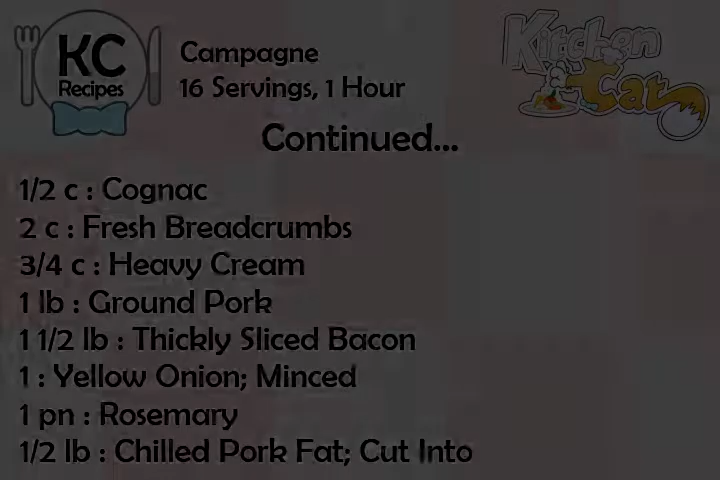 KC
Recipes
Kitchen
Cat
Campagne
16 Servings, 1 Hour
Continued...
1/2 c : Cognac
2 c : Fresh Breadcrumbs
3/4 c : Heavy Cream
1 lb : Ground Pork
1 1/2 lb : Thickly Sliced Bacon
1 : Yellow Onion; Minced
1 pn : Rosemary
1/2 lb : Chilled Pork Fat; Cut Into